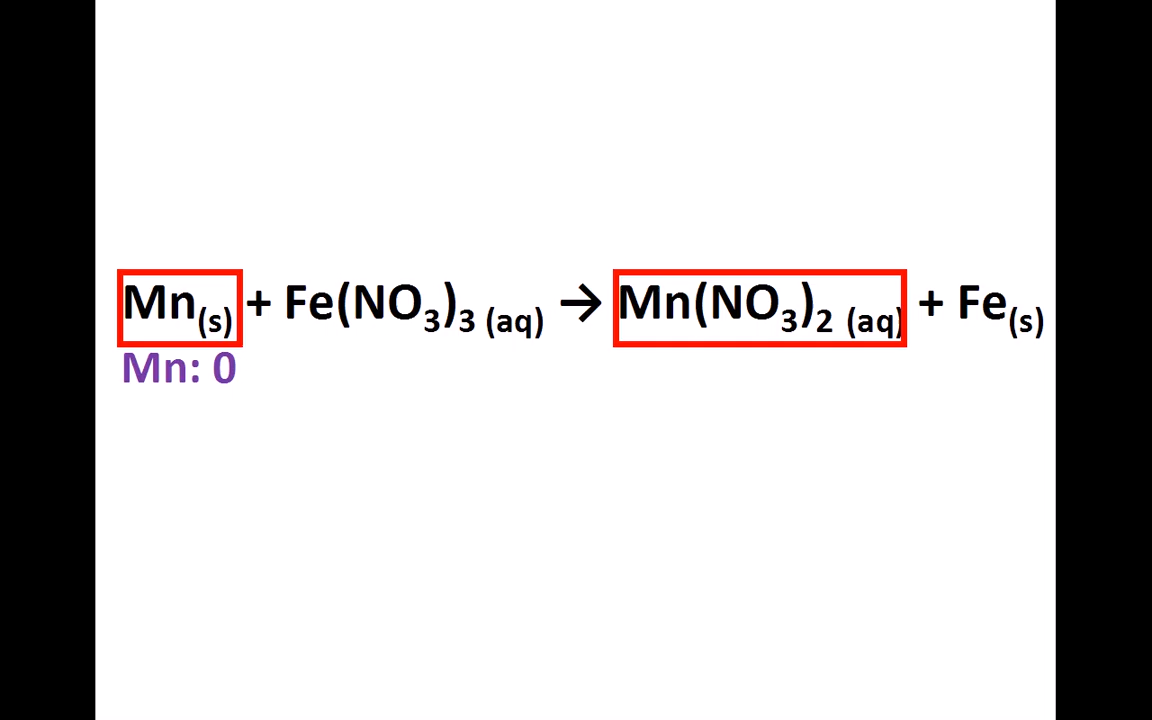 Mn(s) + Fe(NO3)3 (aq) → Mn(NO3)2 (aq) + Fe(s)
Mn: 0